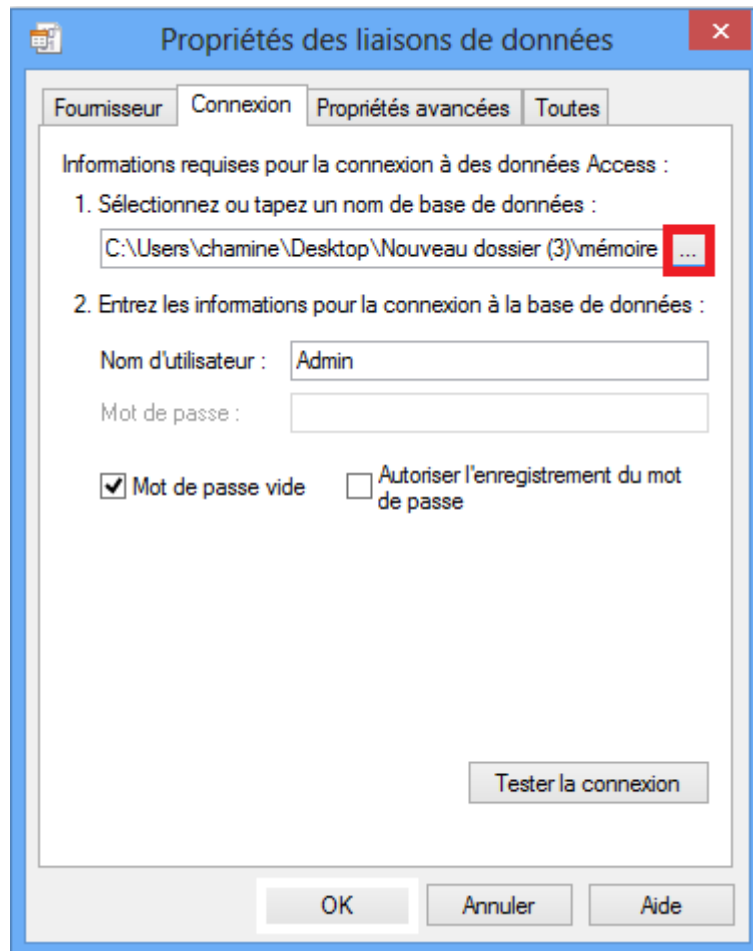 Propriétés des liaisons de données
Fournisseur Connexion Propriétés avancées Toutes
Informations requises pour la connexion à des données Access :
1. Sélectionnez ou tapez un nom de base de données :
C:\Users\chamine\Desktop\Nouveau dossier (3)\mémoire ...
2. Entrez les informations pour la connexion à la base de données :
Nom d'utilisateur : Admin
Mot de passe :
Mot de passe vide
Autoriser l'enregistrement du mot
de passe
Tester la connexion
OK Annuler Aide